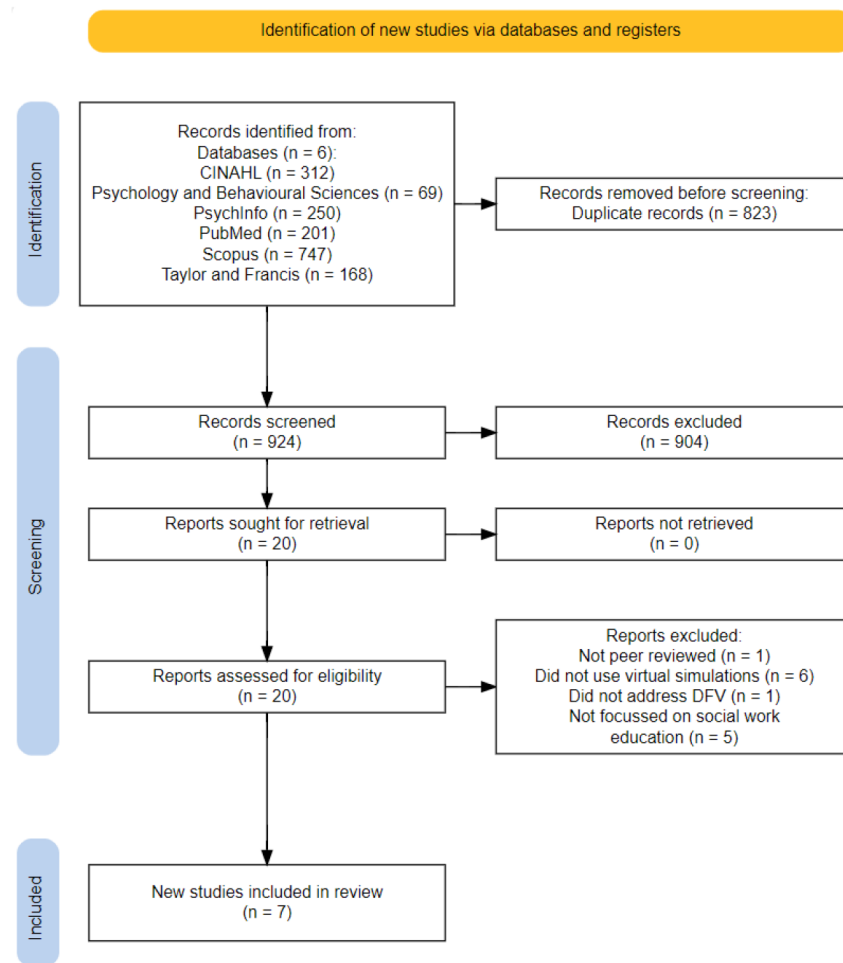 Identification of new studies via databases and registers
Identification
Records identified from:
Databases (n = 6):
CINAHL (n = 312)
Psychology and Behavioural Sciences (n = 69)
PsychInfo (n = 250)
PubMed (n = 201)
Scopus (n = 747)
Taylor and Francis (n = 168)
Records removed before screening:
Duplicate records (n = 823)
Screening
Records screened
(n = 924)
Records excluded
(n = 904)
Reports sought for retrieval
(n = 20)
Reports not retrieved
(n = 0)
Reports assessed for eligibility
(n = 20)
Reports excluded:
Not peer reviewed (n = 1)
Did not use virtual simulations (n = 6)
Did not address DFV (n = 1)
Not focussed on social work
education (n = 5)
Included
New studies included in review
(n = 7)